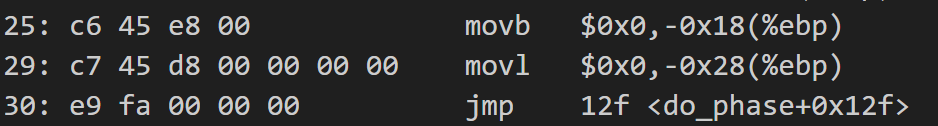 25: c6 45 e8 00 movb $0x0,-0x18(%ebp)
29: c7 45 d8 00 00 00 00 movl $0x0,-0x28(%ebp)
30: e9 fa 00 00 00 jmp 12f <do_phase+0x12f>